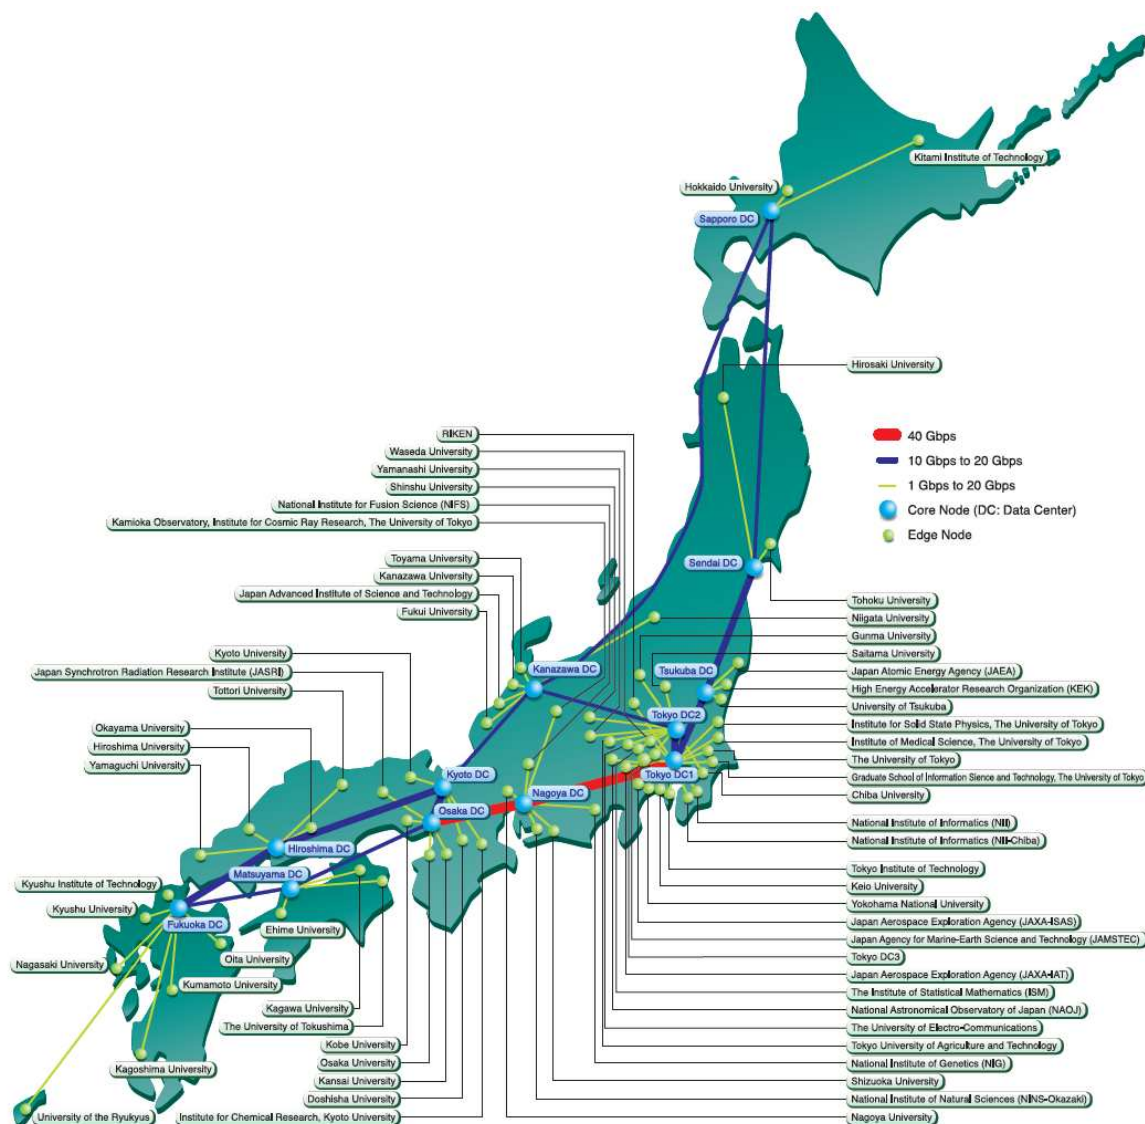 Kitami Institute of Technology
Hokkaido University
Sapporo DC
Hirosaki University
40 Gbps
10 Gbps to 20 Gbps
1 Gbps to 20 Gbps
Core Node (DC: Data Center)
Edge Node
RIKEN
Waseda University
Yamanashi University
Shinshu University
National Institute for Fusion Science (NIFS)
Kamioka Observatory, Institute for Cosmic Ray Research, The University of Tokyo
Toyama University
Kanazawa University
Japan Advanced Institute of Science and Technology
Fukui University
Kyoto University
Japan Synchrotron Radiation Research Institute (JASRI)
Tottori University
Okayama University
Hiroshima University
Yamaguchi University
Sendai DC
Kanazawa DC
Tsukuba DC
Tokyo DC2
Tokyo DC1
Kyoto DC
Nagoya DC
Osaka DC
Hiroshima DC
Matsuyama DC
Fukuoka DC
Tohoku University
Niigata University
Gunma University
Saitama University
Japan Atomic Energy Agency (JAEA)
High Energy Accelerator Research Organization (KEK)
University of Tsukuba
Institute for Solid State Physics, The University of Tokyo
Institute of Medical Science, The University of Tokyo
The University of Tokyo
Graduate School of Information Sience and Technology, The University of Tokyo
Chiba University
National Institute of Informatics (NII)
National Institute of Informatics (NII-Chiba)
Tokyo Institute of Technology
Keio University
Yokohama National University
Japan Aerospace Exploration Agency (JAXA-ISAS)
Japan Agency for Marine-Earth Science and Technology (JAMSTEC)
Tokyo DC3
Japan Aerospace Exploration Agency (JAXA-IAT)
The Institute of Statistical Mathematics (ISM)
National Astronomical Observatory of Japan (NAOJ)
The University of Electro-Communications
Tokyo University of Agriculture and Technology
National Institute of Genetics (NIG)
Shizuoka University
National Institute of Natural Sciences (NINS-Okazaki)
Nagoya University
Kyushu Institute of Technology
Kyushu University
Nagasaki University
Ehime University
Oita University
Kumamoto University
Kagawa University
The University of Tokushima
Kobe University
Osaka University
Kansai University
Doshisha University
Institute for Chemical Research, Kyoto University
Kagoshima University
University of the Ryukyus